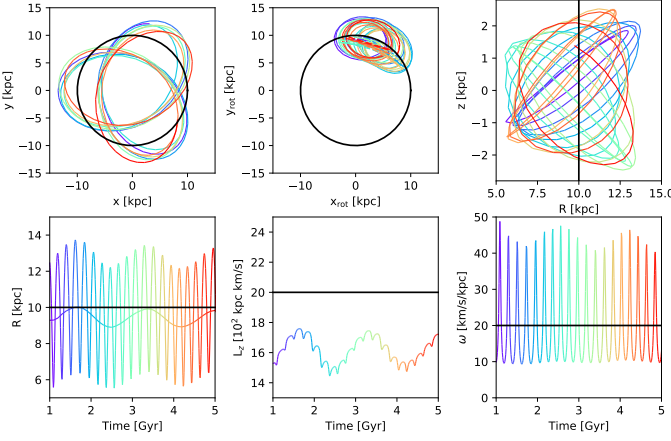 15
10
5
0
−5
−10
−15
y [kpc]
−10 0 10
x [kpc]
15
10
5
0
−5
−10
−15
y_rot [kpc]
−10 0 10
x_rot [kpc]
2
1
0
−1
−2
z [kpc]
5.0 7.5 10.0 12.5 15.0
R [kpc]
14
12
10
8
6
R [kpc]
1 2 3 4 5
Time [Gyr]
24
22
20
18
16
14
L_z [10² kpc km/s]
1 2 3 4 5
Time [Gyr]
50
40
30
20
10
0
ω [km/s/kpc]
1 2 3 4 5
Time [Gyr]